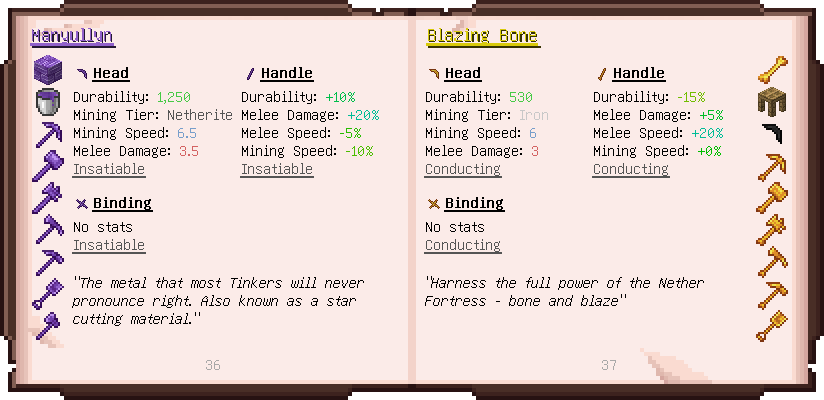 Manyullyn
Head
Durability: 1,250
Mining Tier: Netherite
Mining Speed: 6.5
Melee Damage: 3.5
Insatiable
Handle
Durability: +10%
Melee Damage: +20%
Melee Speed: -5%
Mining Speed: -10%
Insatiable
Binding
No stats
Insatiable
"The metal that most Tinkers will never
pronounce right. Also known as a star
cutting material."
36
Blazing Bone
Head
Durability: 530
Mining Tier: Iron
Mining Speed: 6
Melee Damage: 3
Conducting
Handle
Durability: -15%
Melee Damage: +5%
Melee Speed: +20%
Mining Speed: +0%
Conducting
Binding
No stats
Conducting
"Harness the full power of the Nether
Fortress - bone and blaze"
37